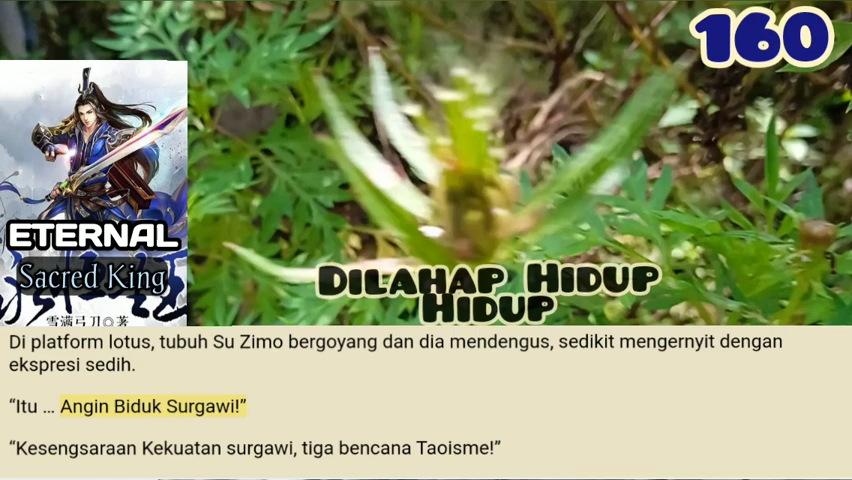 160
ETERNAL
Sacred King
雪满弓刀◎著
DILAHAP HIDUP
HIDUP
Di platform lotus, tubuh Su Zimo bergoyang dan dia mendengus, sedikit mengernyit dengan
ekspresi sedih.
“Itu … Angin Biduk Surgawi!”
“Kesengsaraan Kekuatan surgawi, tiga bencana Taoisme!”